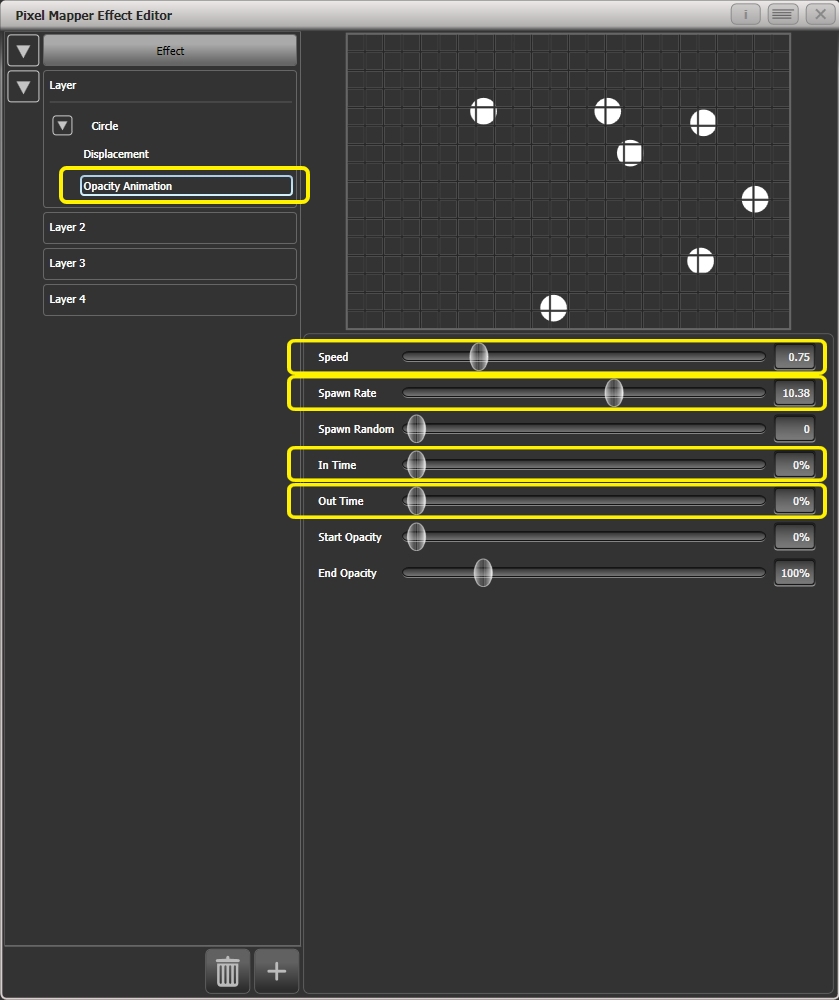 Pixel Mapper Effect Editor
Effect
Layer
Circle
Displacement
Opacity Animation
Layer 2
Layer 3
Layer 4
Speed 0.75
Spawn Rate 10.38
Spawn Random 0
In Time 0%
Out Time 0%
Start Opacity 0%
End Opacity 100%